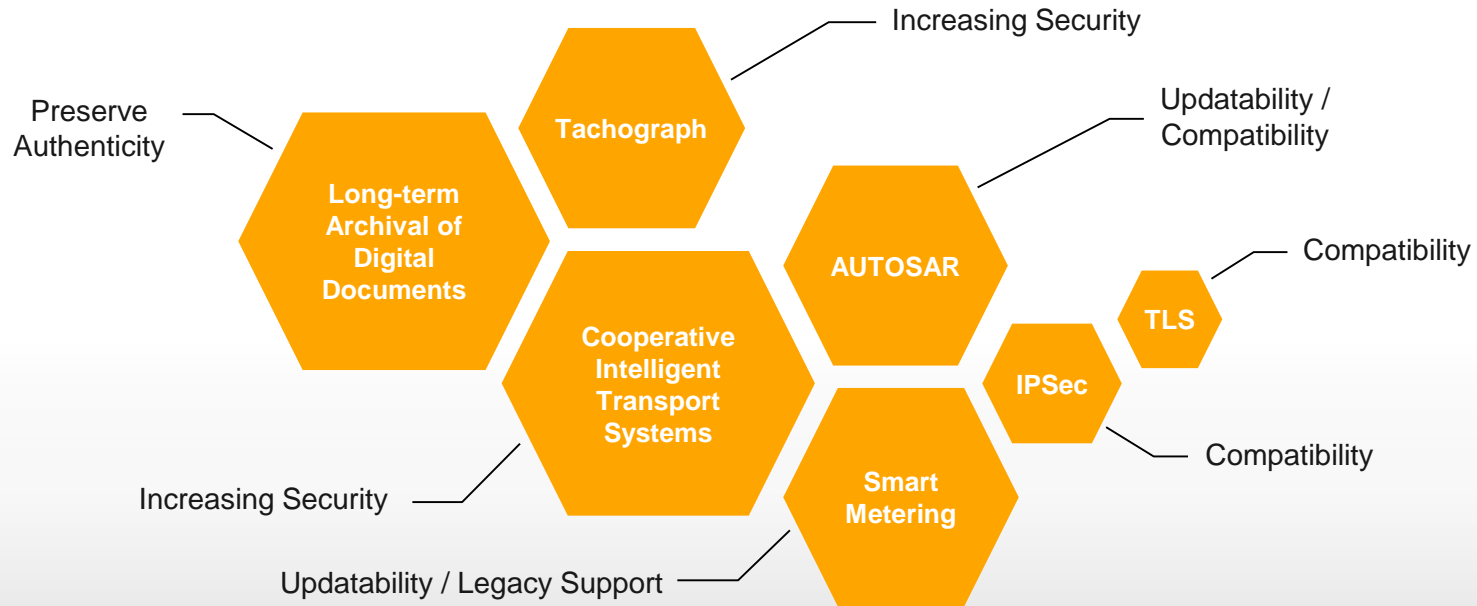 Increasing Security
Preserve
Authenticity
Tachograph
Updatability /
Compatibility
Long-term
Archival of
Digital
Documents
AUTOSAR
Compatibility
TLS
Cooperative
Intelligent
Transport
Systems
IPSec
Compatibility
Increasing Security
Smart
Metering
Updatability / Legacy Support